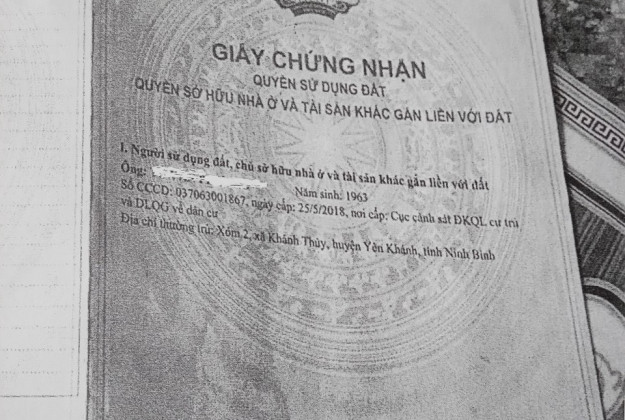 GIẤY CHỨNG NHẬN
QUYỀN SỬ DỤNG ĐẤT
QUYỀN SỞ HỮU NHÀ Ở VÀ TÀI SẢN KHÁC GẮN LIỀN VỚI ĐẤT
I. Người sử dụng đất, chủ sở hữu nhà ở và tài sản khác gắn liền với đất
Ông: Năm sinh: 1963
Số CCCD: 037063001867, ngày cấp: 25/5/2018, nơi cấp: Cục cảnh sát ĐKQL cư trú
và DLQG về dân cư
Địa chỉ thường trú: Xóm 2, xã Khánh Thủy, huyện Yên Khánh, tỉnh Ninh Bình